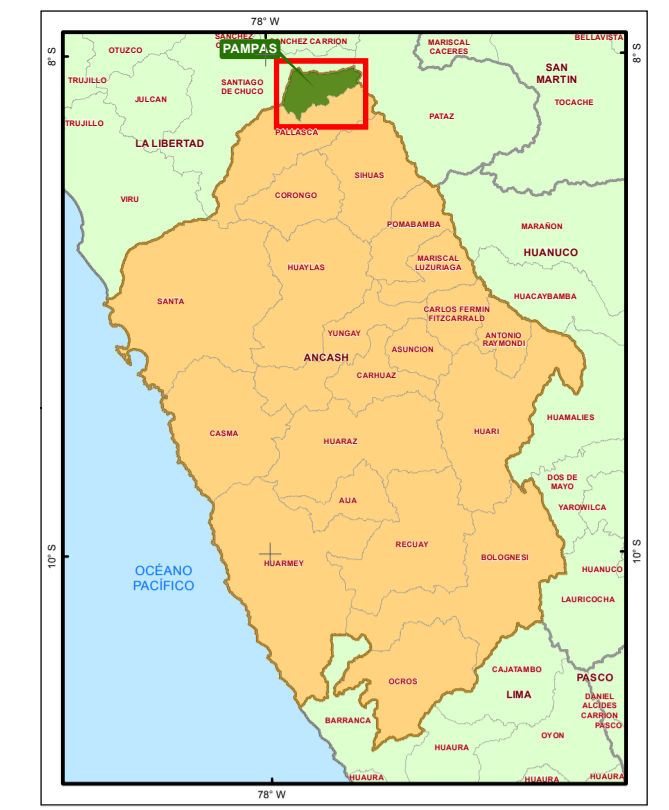 78° W
8° S
8° S
SANCHEZ CARRION
BELLAVISTA
OTUZCO
PAMPAS
MARISCAL
CACERES
SAN
MARTIN
TRUJILLO
JULCAN
SANTIAGO
DE CHUCO
TOCACHE
TRUJILLO
PATAZ
PALLASCA
LA LIBERTAD
SIHUAS
VIRU
CORONGO
POMABAMBA
MARAÑON
HUANUCO
HUAYLAS
MARISCAL
LUZURIAGA
SANTA
HUACAYBAMBA
CARLOS FERMIN
FITZCARRALD
YUNGAY
ANTONIO
RAYMONDI
ANCASH
ASUNCION
CARHUAZ
HUAMALIES
CASMA
HUARAZ
HUARI
DOS DE
MAYO
AIJA
YAROWILCA
10° S
10° S
RECUAY
HUARMEY
BOLOGNESI
OCÉANO
PACÍFICO
HUANUCO
LAURICOCHA
CAJATAMBO
PASCO
OCROS
LIMA
DANIEL
ALCIDES
CARRION
PASCO
BARRANCA
OYON
HUAURA
HUAURA
HUAURA
HUAURA
78° W